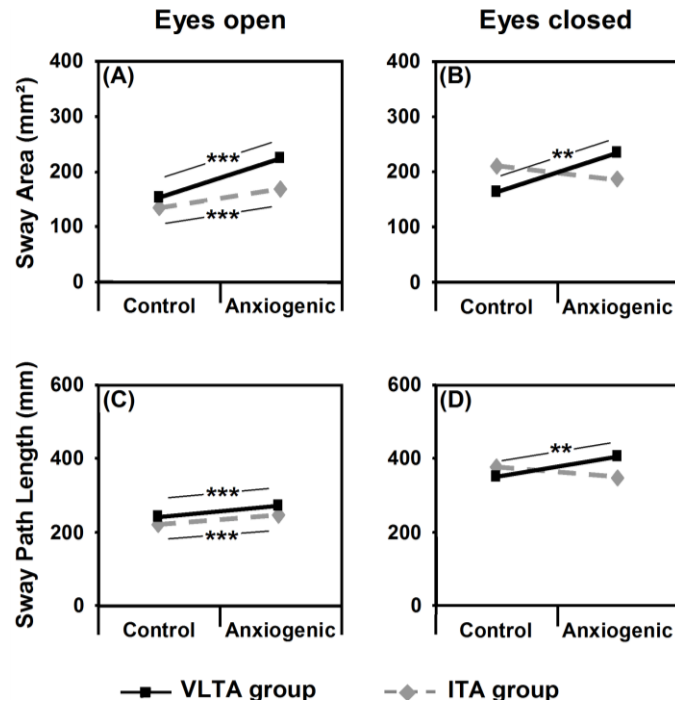 Eyes open
Eyes closed
Sway Area (mm²)
400
300
200
100
0
(A)
***
***
Control
Anxiogenic
400
300
200
100
0
(B)
**
Control
Anxiogenic
Sway Path Length (mm)
600
400
200
0
(C)
***
***
Control
Anxiogenic
600
400
200
0
(D)
**
Control
Anxiogenic
VLTA group
ITA group